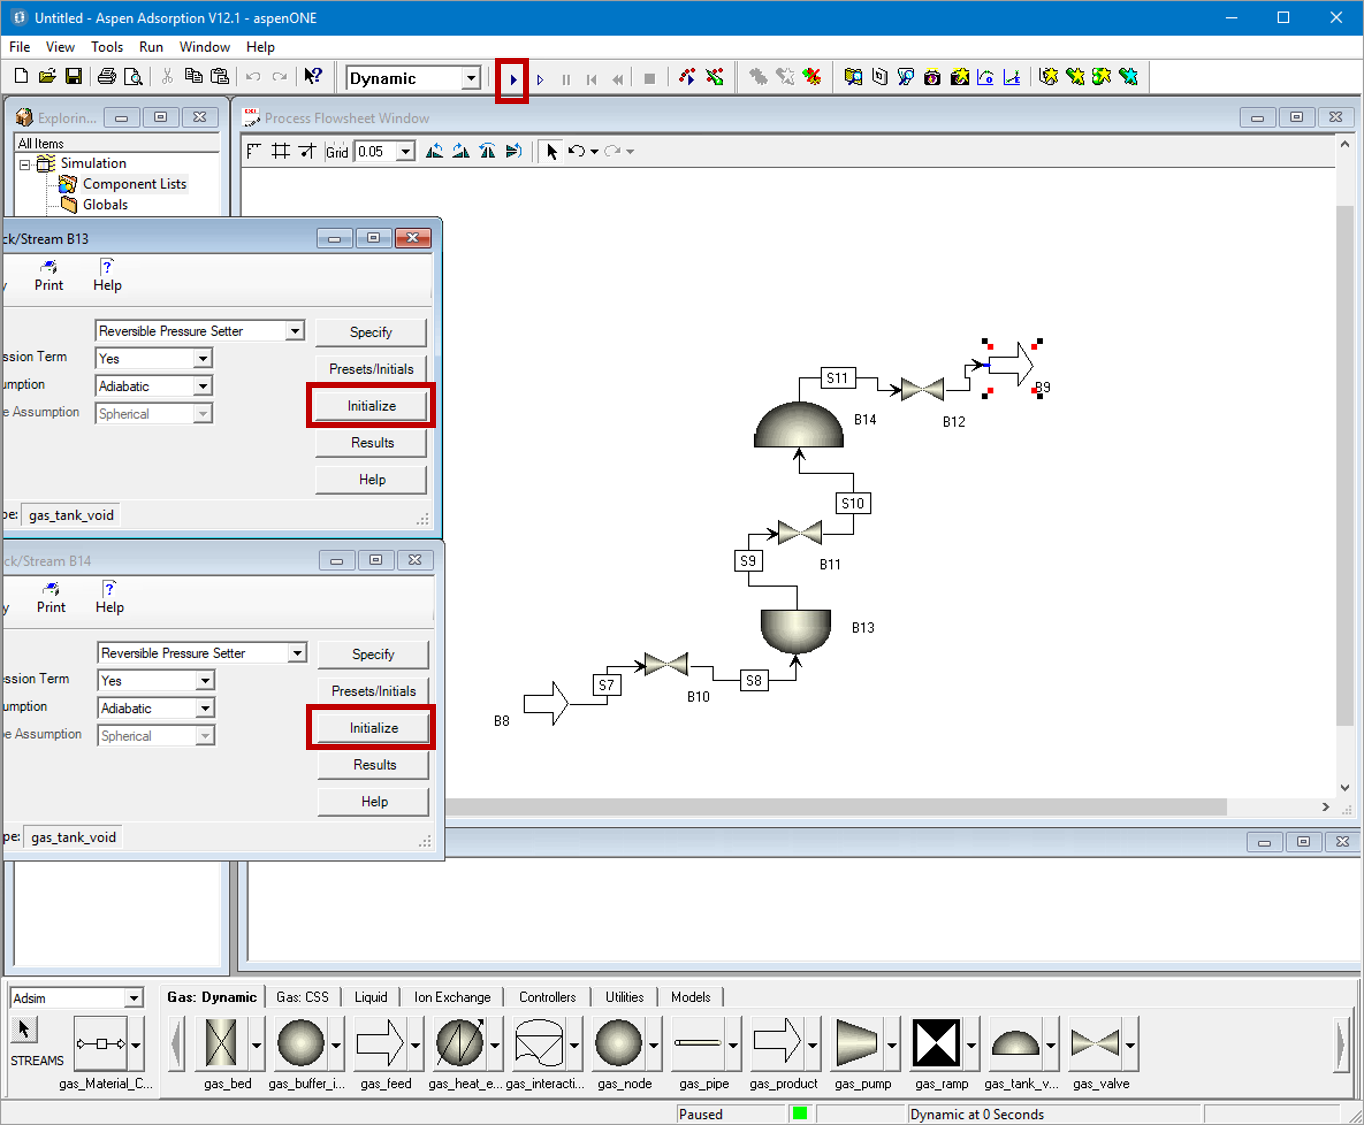 Untitled - Aspen Adsorption V12.1 - aspenONE
File View Tools Run Window Help
Dynamic
Explorin...
Process Flowsheet Window
All Items
Grid 0.05
Simulation
Component Lists
Globals
ck/Stream B13
Print Help
Reversible Pressure Setter
Specify
ssion Term Yes
Presets/Initials
umption Adiabatic
Initialize
e Assumption Spherical
Results
Help
pe: gas_tank_void
ck/Stream B14
y Print Help
Reversible Pressure Setter
Specify
ession Term Yes
Presets/Initials
umption Adiabatic
Initialize
e Assumption Spherical
Results
Help
pe: gas_tank_void
S11
B9
B14
B12
S10
S9
B11
B13
S7
S8
B10
B8
Adsim
Gas: Dynamic Gas: CSS Liquid Ion Exchange Controllers Utilities Models
STREAMS
gas_Material_C... gas_bed gas_buffer_i... gas_feed gas_heat_e... gas_interacti... gas_node gas_pipe gas_product gas_pump gas_ramp gas_tank_v... gas_valve
Paused
Dynamic at 0 Seconds